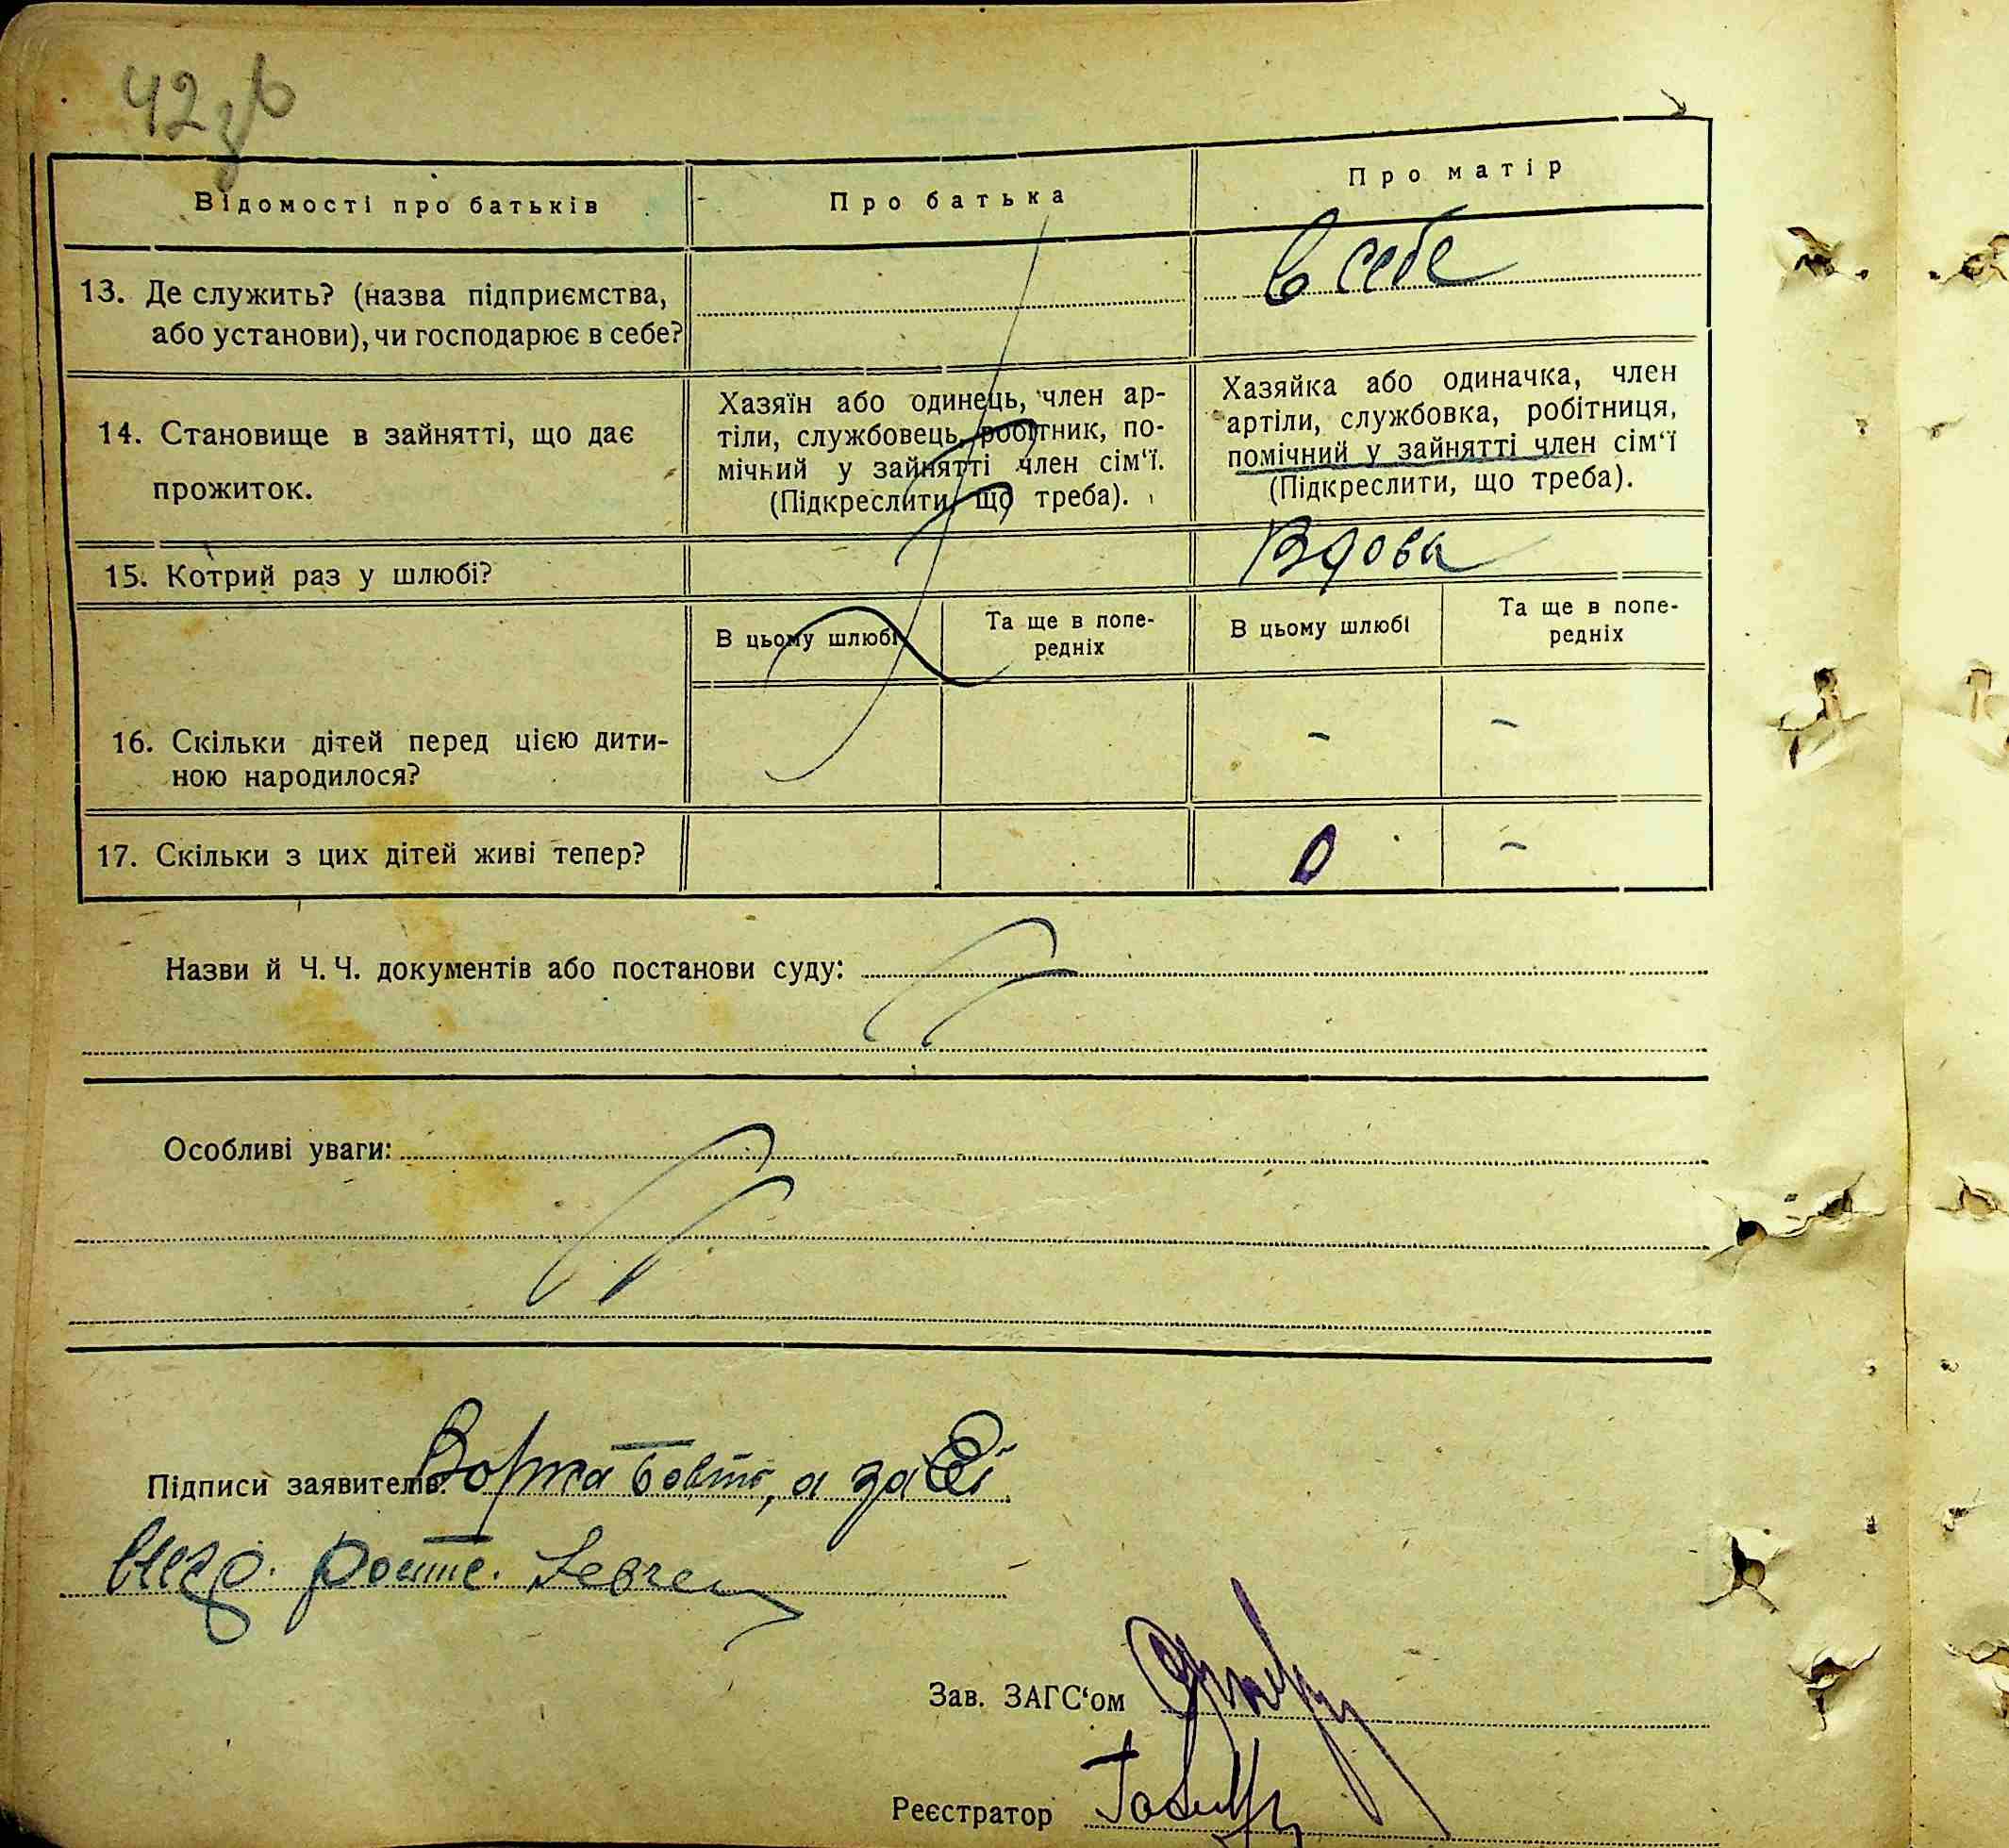 42 зв
Відомості про батьків
Про батька
Про матір
13. Де служить? (назва підприємства,
або установи), чи господарює в себе?
в себе
14. Становище в зайнятті, що дає
прожиток.
Хазяїн або одинець, член ар-
тіли, службовець, робітник, по-
мічний у зайнятті член сім‘ї.
(Підкреслити, що треба).
Хазяйка або одиначка, член
артіли, службовка, робітниця,
помічний у зайнятті член сім‘ї
(Підкреслити, що треба).
15. Котрий раз у шлюбі?
Вдова
В цьому шлюбі
Та ще в попе-
редніх
В цьому шлюбі
Та ще в попе-
редніх
16. Скільки дітей перед цією дити-
ною народилося?
- -
17. Скільки з цих дітей живі тепер?
0 -
Назви й Ч. Ч. документів або постанови суду:
Особливі уваги:
Підписи заявителів: а за
Зав. ЗАГС‘ом
Реєстратор